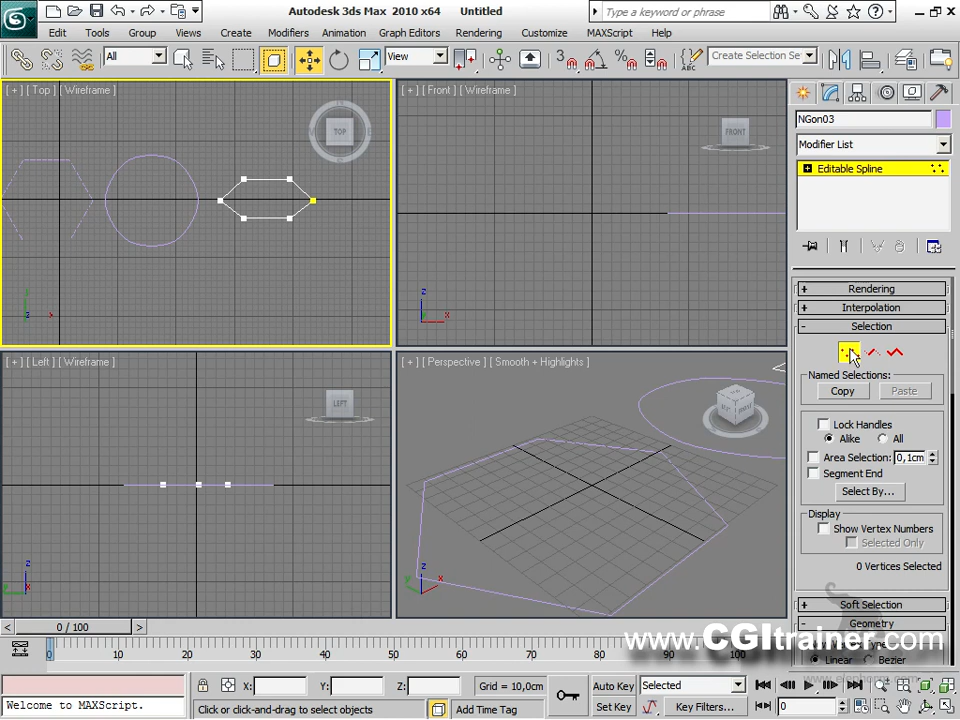 Autodesk 3ds Max 2010 x64 Untitled
Type a keyword or phrase
Edit Tools Group Views Create Modifiers Animation Graph Editors Rendering Customize MAXScript Help
All View 3 Create Selection Se
[ + ] [ Top ] [ Wireframe ]
TOP
[ + ] [ Front ] [ Wireframe ]
FRONT
z
x
[ + ] [ Left ] [ Wireframe ]
LEFT
z
[ + ] [ Perspective ] [ Smooth + Highlights ]
z
y x
NGon03
Modifier List
Editable Spline
Rendering
Interpolation
Selection
Named Selections:
Copy Paste
Lock Handles
Alike All
Area Selection: 0,1cm
Segment End
Select By...
Display
Show Vertex Numbers
Selected Only
0 Vertices Selected
Soft Selection
Geometry
Linear Bezier
0 / 100
0 10 20 30 40 50 60 70 80 90 100
www.CGItrainer.com
Welcome to MAXScript.
X: Y: Z: Grid = 10,0cm
Click or click-and-drag to select objects
Add Time Tag
Auto Key Selected
Set Key Key Filters...
0